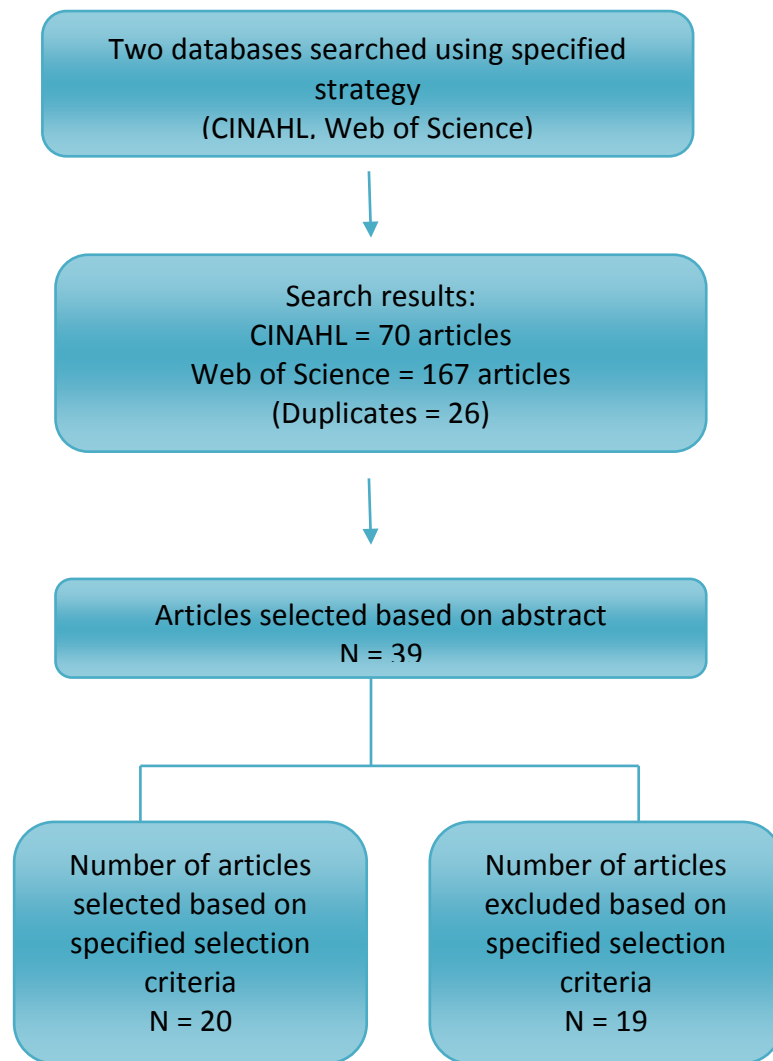 Two databases searched using specified
strategy
(CINAHL, Web of Science)
Search results:
CINAHL = 70 articles
Web of Science = 167 articles
(Duplicates = 26)
Articles selected based on abstract
N = 39
Number of articles
selected based on
specified selection
criteria
N = 20
Number of articles
excluded based on
specified selection
criteria
N = 19